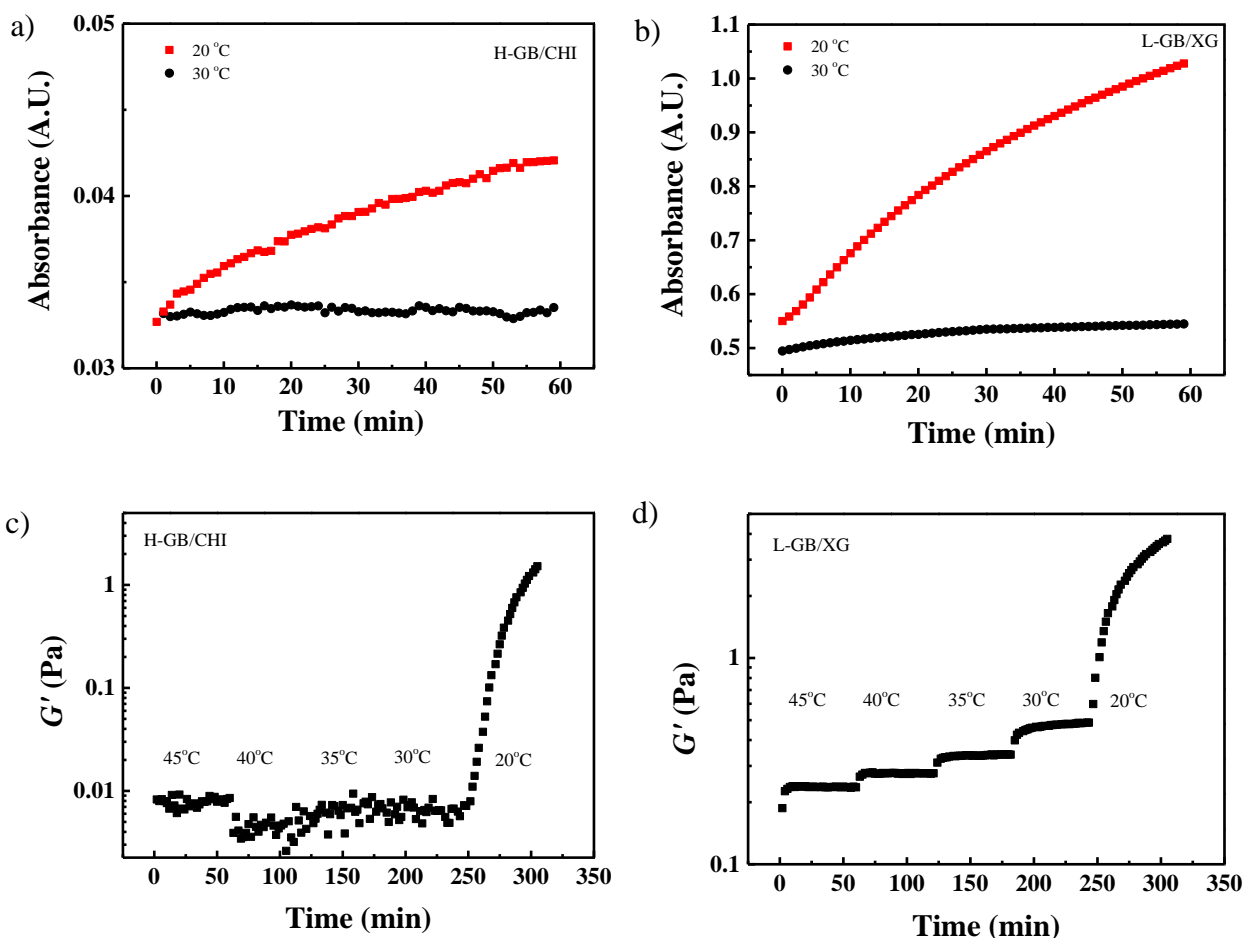 a)
H-GB/CHI
20 °C
30 °C
0.05
0.04
0.03
Absorbance (A.U.)
0 10 20 30 40 50 60
Time (min)
b)
L-GB/XG
20 °C
30 °C
1.1
1.0
0.9
0.8
0.7
0.6
0.5
Absorbance (A.U.)
0 10 20 30 40 50 60
Time (min)
c)
H-GB/CHI
1
0.1
0.01
G' (Pa)
45°C 40°C 35°C 30°C 20°C
0 50 100 150 200 250 300 350
Time (min)
d)
L-GB/XG
1
0.1
G' (Pa)
45°C 40°C 35°C 30°C 20°C
0 50 100 150 200 250 300 350
Time (min)